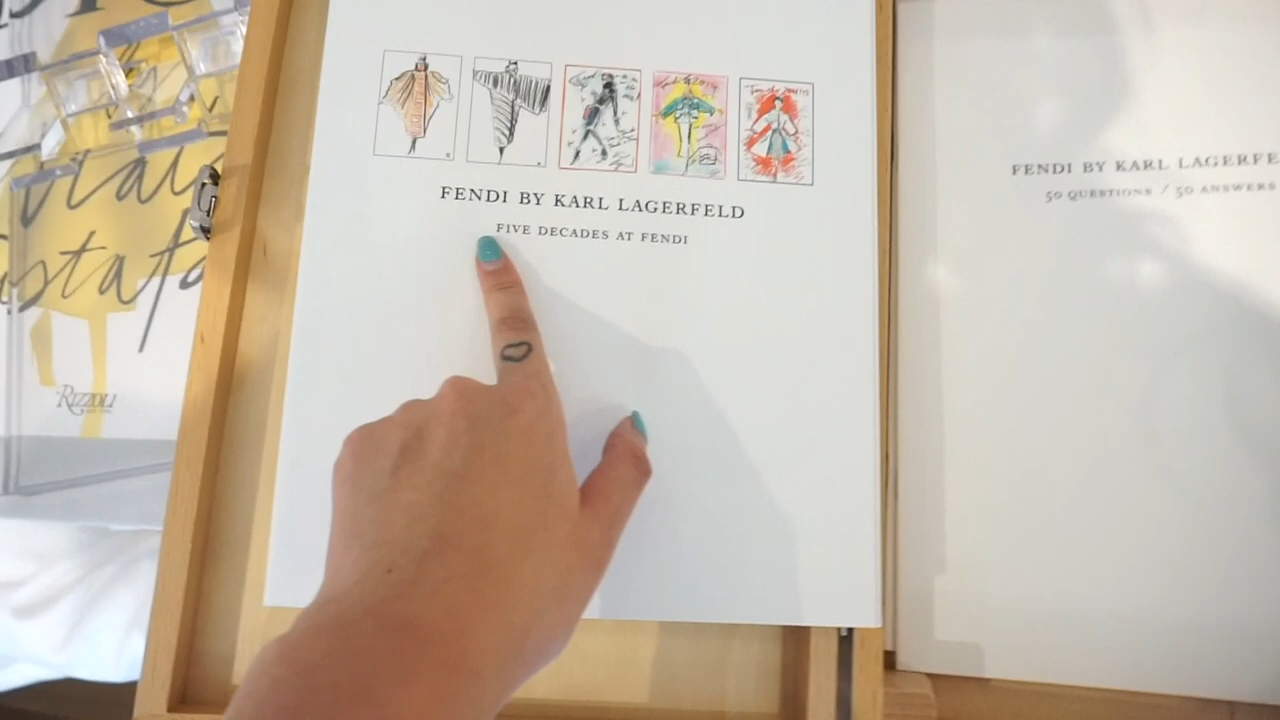 FENDI BY KARL LAGERFELD
FIVE DECADES AT FENDI
FENDI BY KARL LAGERFE
50 QUESTIONS / 50 ANSWERS
RIZZOLI